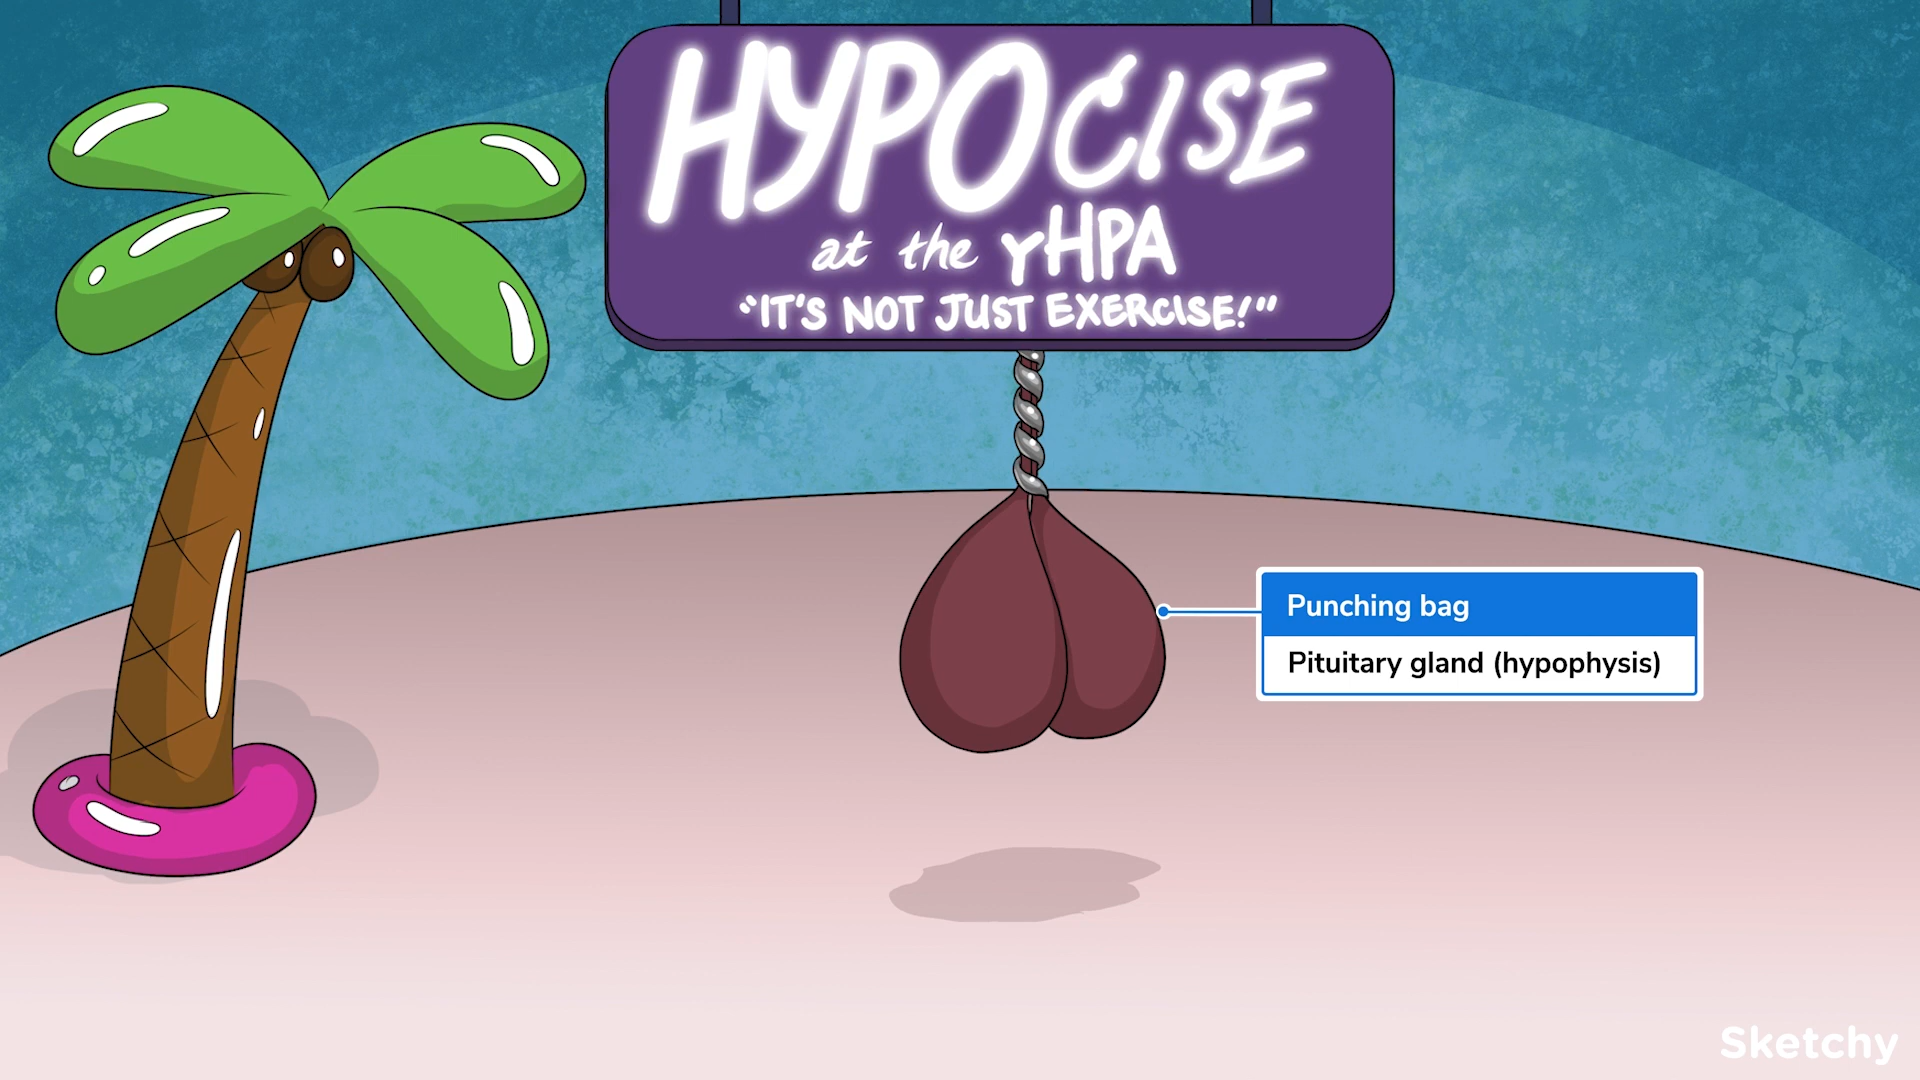 HYPOCISE
at the YHPA
"IT'S NOT JUST EXERCISE!"
Punching bag
Pituitary gland (hypophysis)
Sketchy